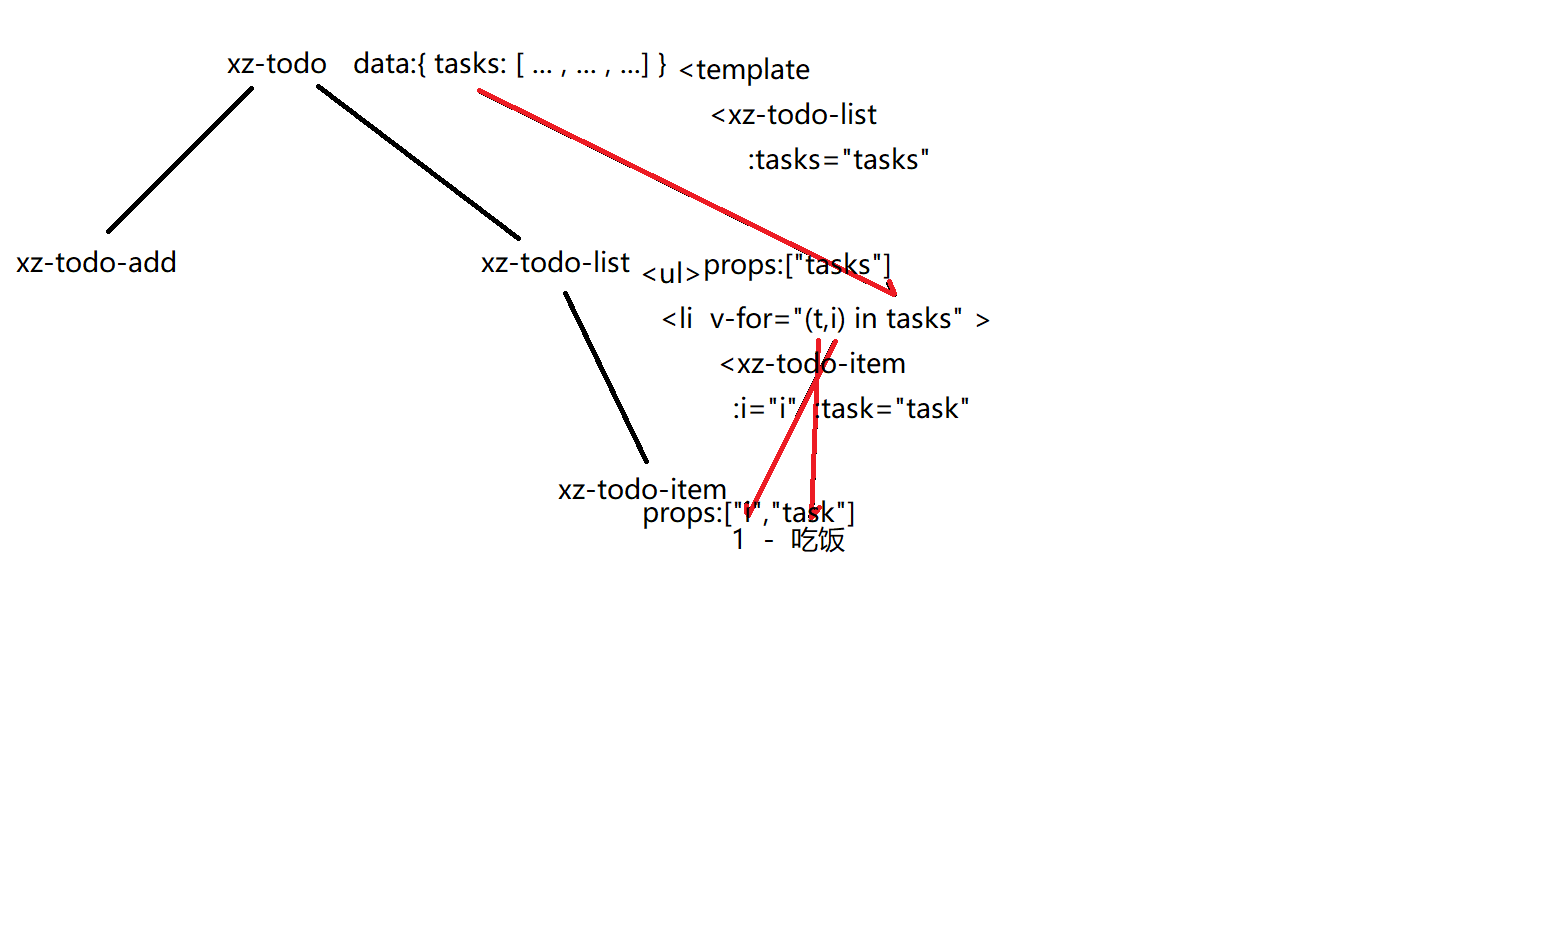 xz-todo data:{ tasks: [ ... , ... , ...] } <template
<xz-todo-list
:tasks="tasks"
xz-todo-add
xz-todo-list <ul>props:["tasks"]
<li v-for="(t,i) in tasks" >
<xz-todo-item
:i="i" :task="task"
xz-todo-item
props:["i","task"]
1 - 吃饭